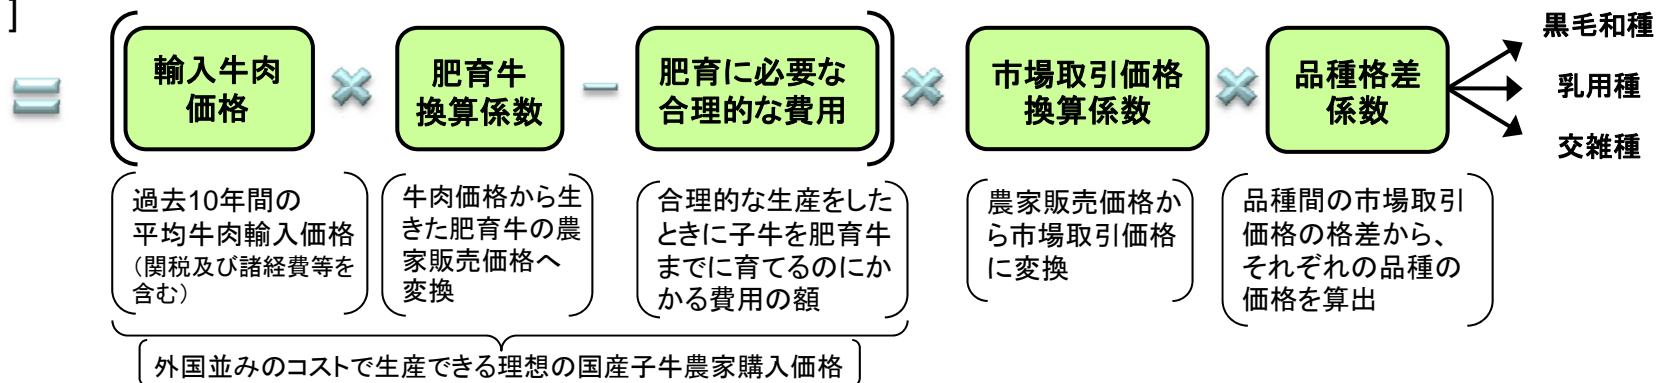 ]
=
(
輸入牛肉
価格
×
肥育牛
換算係数
−
肥育に必要な
合理的な費用
)
×
市場取引価格
換算係数
×
品種格差
係数
黒毛和種
乳用種
交雑種
過去10年間の
平均牛肉輸入価格
（関税及び諸経費等を
含む）
牛肉価格から生
きた肥育牛の農
家販売価格へ
変換
合理的な生産をした
ときに子牛を肥育牛
までに育てるのにか
かる費用の額
農家販売価格か
ら市場取引価格
に変換
品種間の市場取引
価格の格差から、
それぞれの品種の
価格を算出
外国並みのコストで生産できる理想の国産子牛農家購入価格